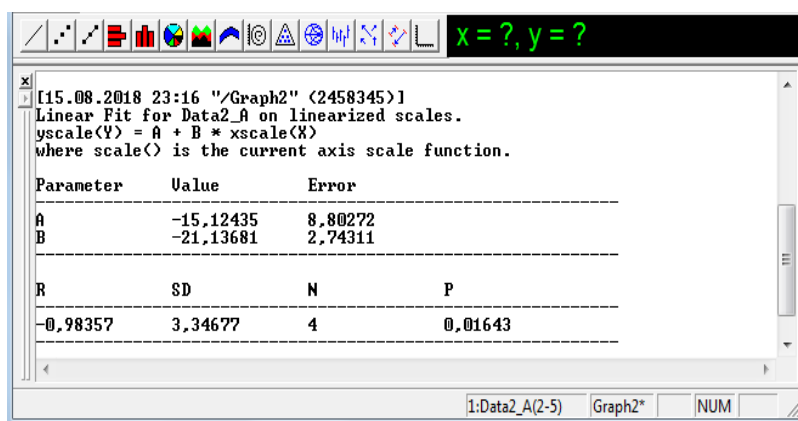 x = ?, y = ?
[15.08.2018 23:16 "/Graph2" (2458345)]
Linear Fit for Data2_A on linearized scales.
yscale(Y) = A + B * xscale(X)
where scale() is the current axis scale function.
Parameter Value Error
A -15,12435 8,80272
B -21,13681 2,74311
R SD N P
-0,98357 3,34677 4 0,01643
1:Data2_A(2-5) Graph2* NUM